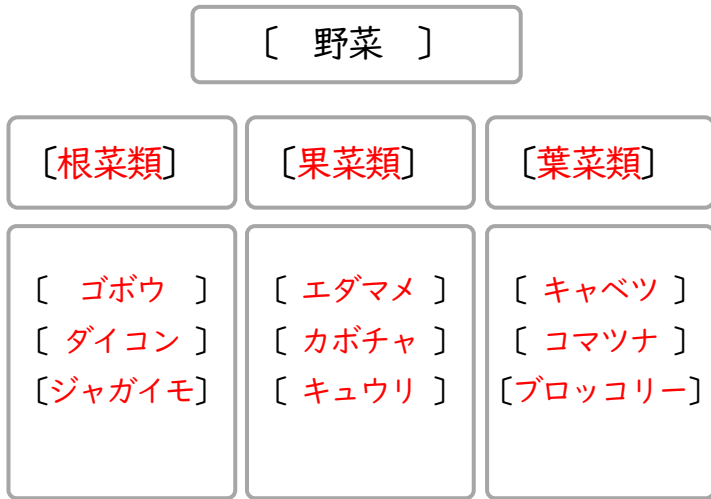 〔 野菜 〕
〔根菜類〕
〔果菜類〕
〔葉菜類〕
〔 ゴボウ 〕
〔 ダイコン 〕
〔ジャガイモ〕
〔 エダマメ 〕
〔 カボチャ 〕
〔 キュウリ 〕
〔 キャベツ 〕
〔 コマツナ 〕
〔ブロッコリー〕